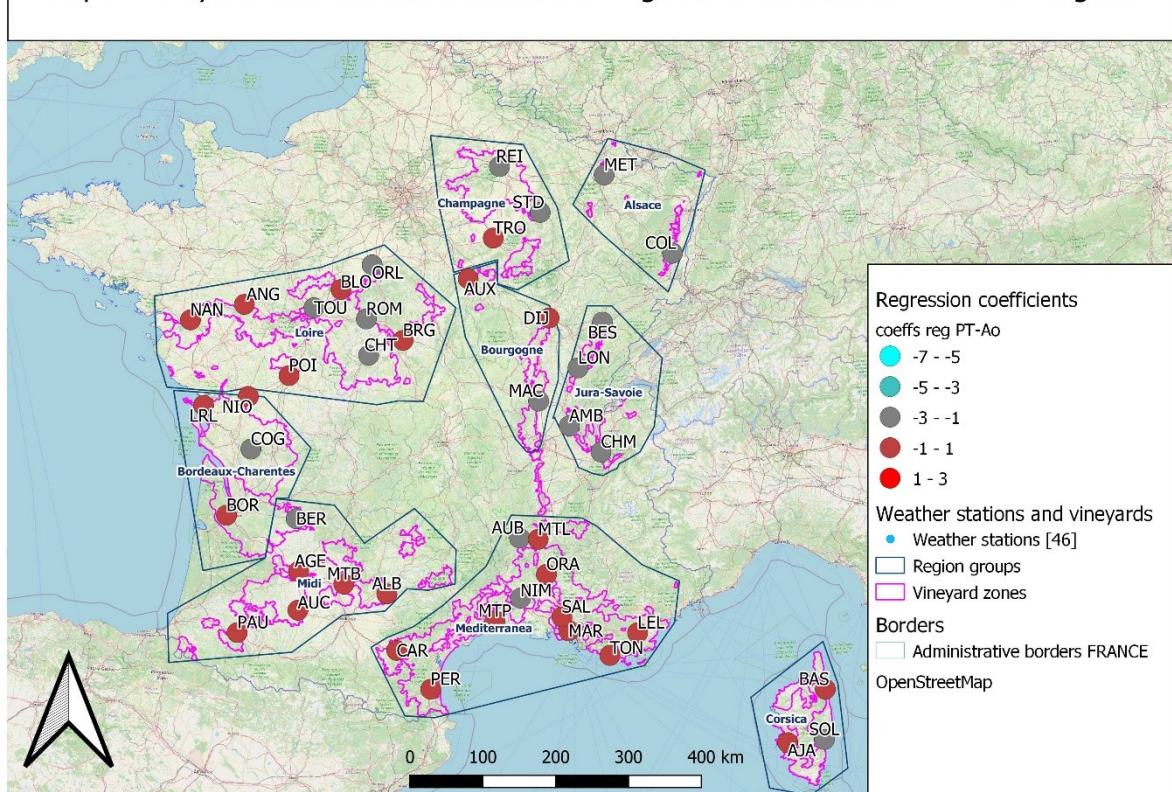 REI
MET
STD
Champagne
Alsace
TRO
COL
ORL
AUX
BLO
ANG
NAN
TOU
ROM
DIJ
BES
Loire
BRG
Bourgogne
CHT
LON
POI
Jura-Savoie
NIO
MAC
LRL
AMB
COG
CHM
Bordeaux-Charentes
BOR
BER
AUB
MTL
AGE
ORA
MTB
Midi
ALB
NIM
AUC
MTP
SAL
Mediterranea
MAR
LEL
PAU
CAR
TON
PER
BAS
Corsica
SOL
AJA
0 100 200 300 400 km
Regression coefficients
coeffs reg PT-Ao
-7 - -5
-5 - -3
-3 - -1
-1 - 1
1 - 3
Weather stations and vineyards
Weather stations [46]
Region groups
Vineyard zones
Borders
Administrative borders FRANCE
OpenStreetMap